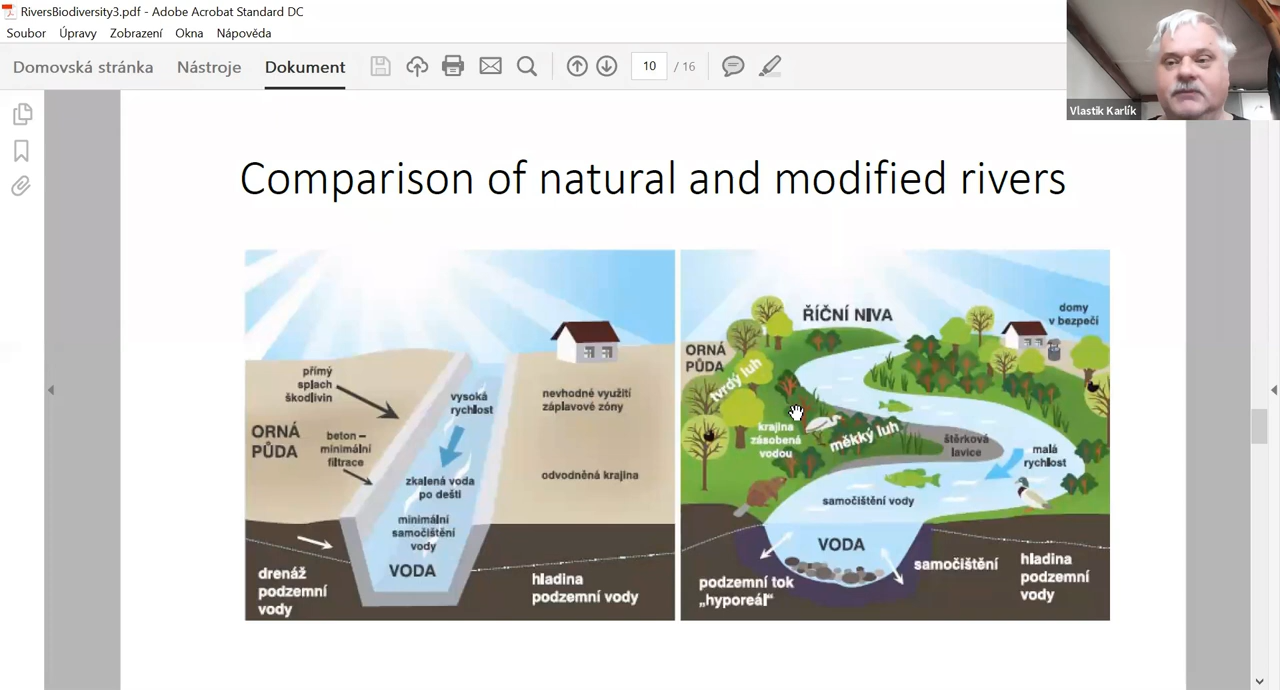 RiversBiodiversity3.pdf - Adobe Acrobat Standard DC
Soubor Úpravy Zobrazení Okna Nápověda
Domovská stránka Nástroje Dokument 10 / 16
Vlastik Karlík
Comparison of natural and modified rivers
přímý
splach
škodlivin
ORNÁ
PŮDA
beton –
minimální
filtrace
vysoká
rychlost
zkalená voda
po dešti
minimální
samočištění
vody
VODA
nevhodné využití
záplavové zóny
odvodněná krajina
drenáž
podzemní
vody
hladina
podzemní vody
ŘÍČNÍ NIVA
domy
v bezpečí
ORNÁ
PŮDA
tvrdý luh
krajina
zásobená
vodou
měkký luh
štěrková
lavice
malá
rychlost
samočištění vody
VODA
podzemní tok
„hyporeál“
samočištění
hladina
podzemní
vody